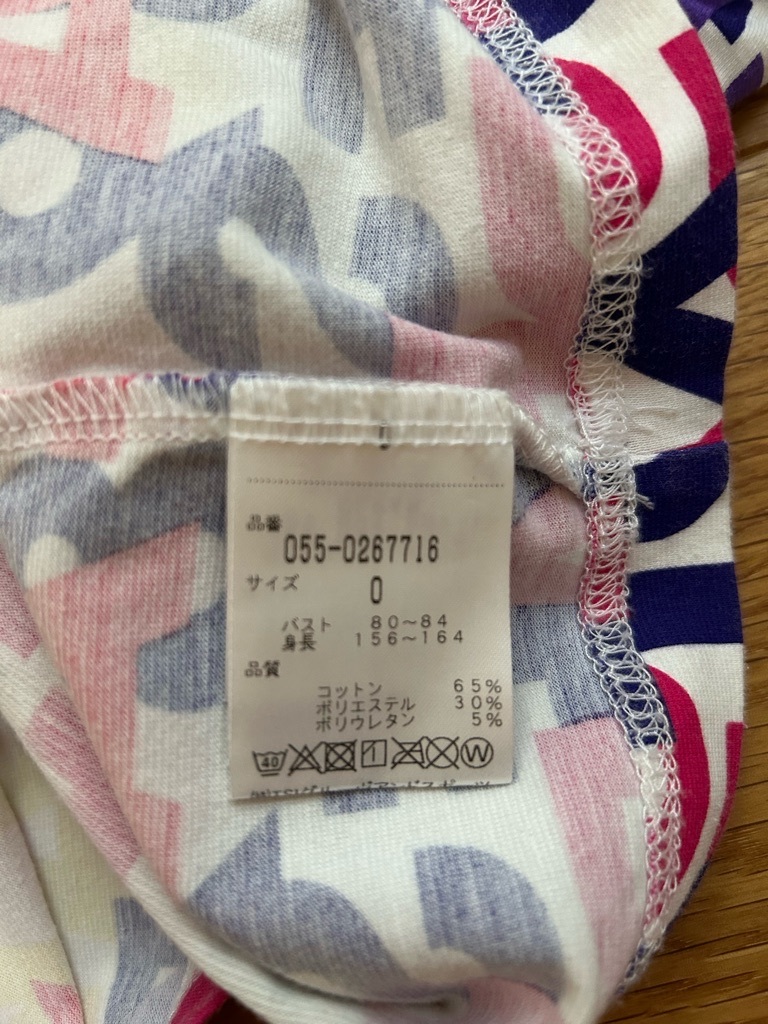 品番
055-0267716
サイズ
0
バスト 80~84
身長 156~164
品質
コットン 65%
ポリエステル 30%
ポリウレタン 5%
40 W